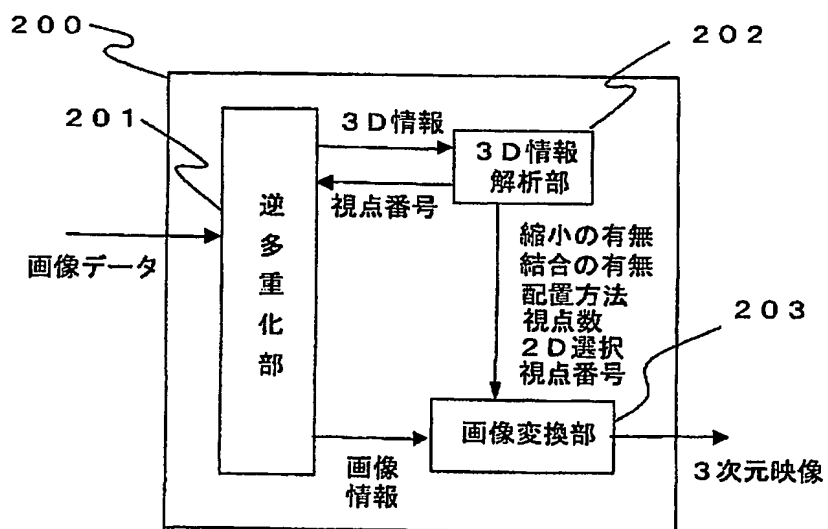 200
202
201
3D情報
3D情報
解析部
視点番号
逆多重化部
画像データ
縮小の有無
結合の有無
配置方法
視点数
2D選択
視点番号
203
画像変換部
画像
情報
3次元映像